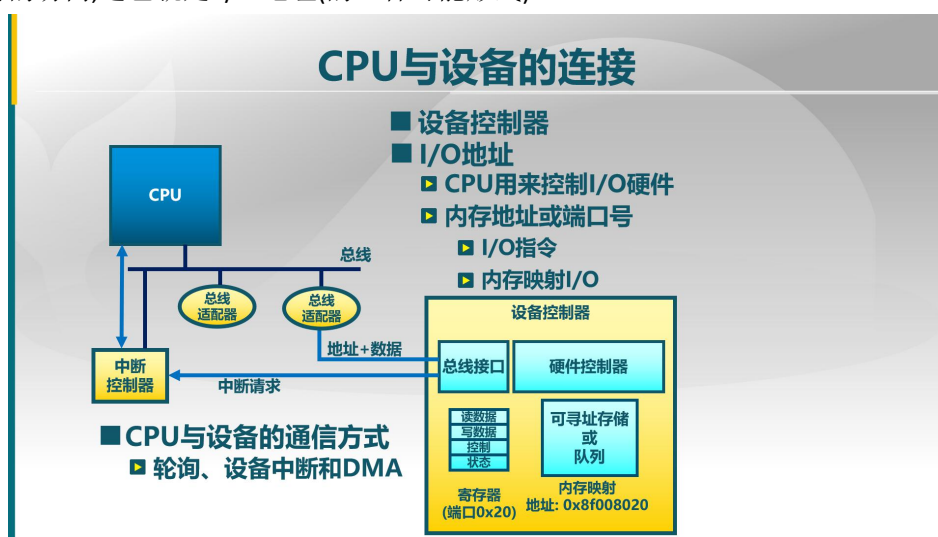 CPU与设备的连接
设备控制器
I/O地址
CPU用来控制I/O硬件
内存地址或端口号
I/O指令
内存映射I/O
CPU
总线
总线
适配器
总线
适配器
中断
控制器
地址+数据
中断请求
设备控制器
总线接口
硬件控制器
读数据
写数据
控制
状态
可寻址存储
或
队列
寄存器
(端口0x20)
内存映射
地址: 0x8f008020
CPU与设备的通信方式
轮询、设备中断和DMA